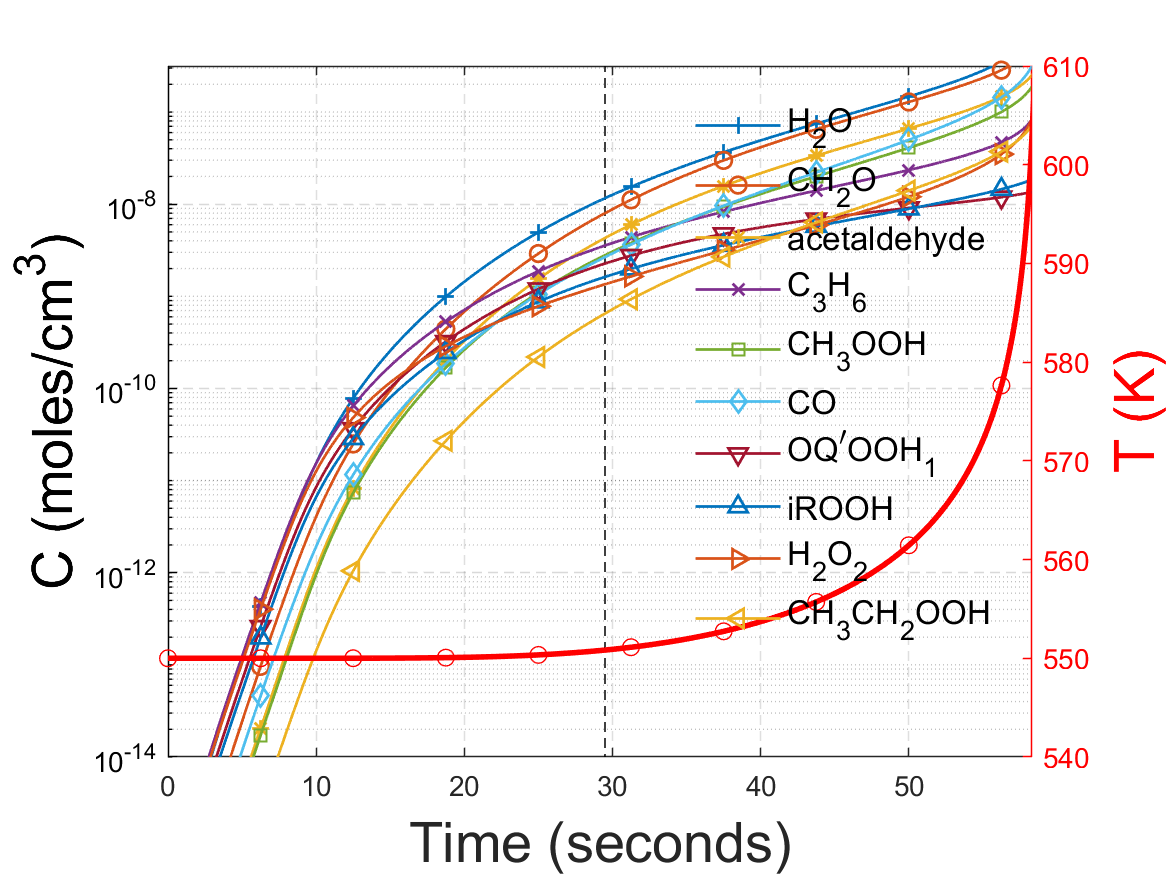 C (moles/cm³)
10⁻⁸
10⁻¹⁰
10⁻¹²
10⁻¹⁴
0 10 20 30 40 50
Time (seconds)
H₂O
CH₂O
acetaldehyde
C₃H₆
CH₃OOH
CO
OQ′OOH₁
iROOH
H₂O₂
CH₃CH₂OOH
610
600
590
580
570
560
550
540
T (K)